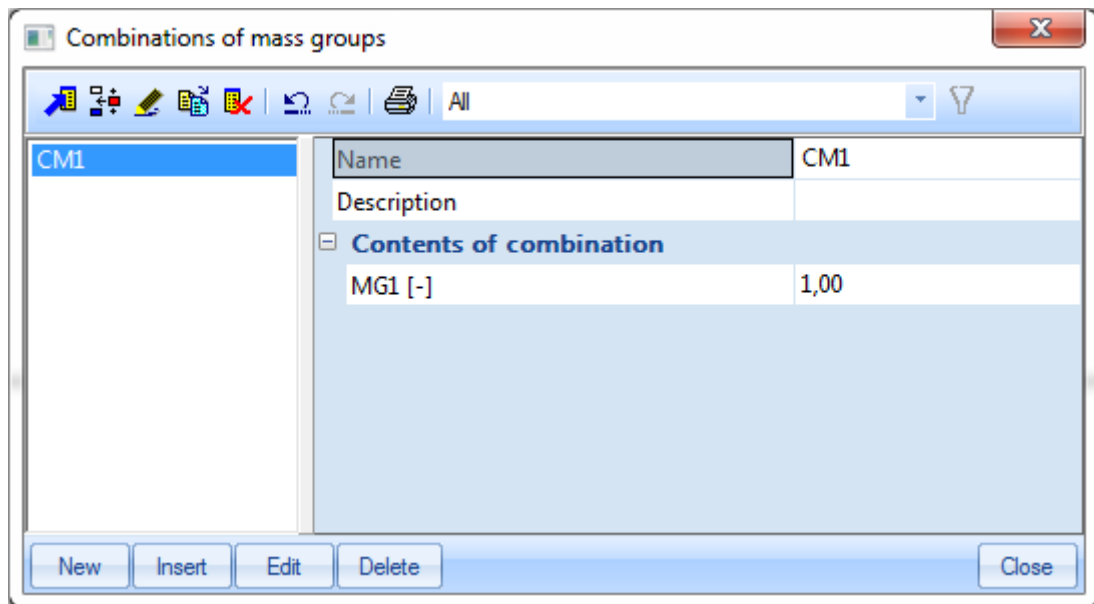 Combinations of mass groups
All
CM1
Name CM1
Description
Contents of combination
MG1 [-] 1,00
New Insert Edit Delete Close